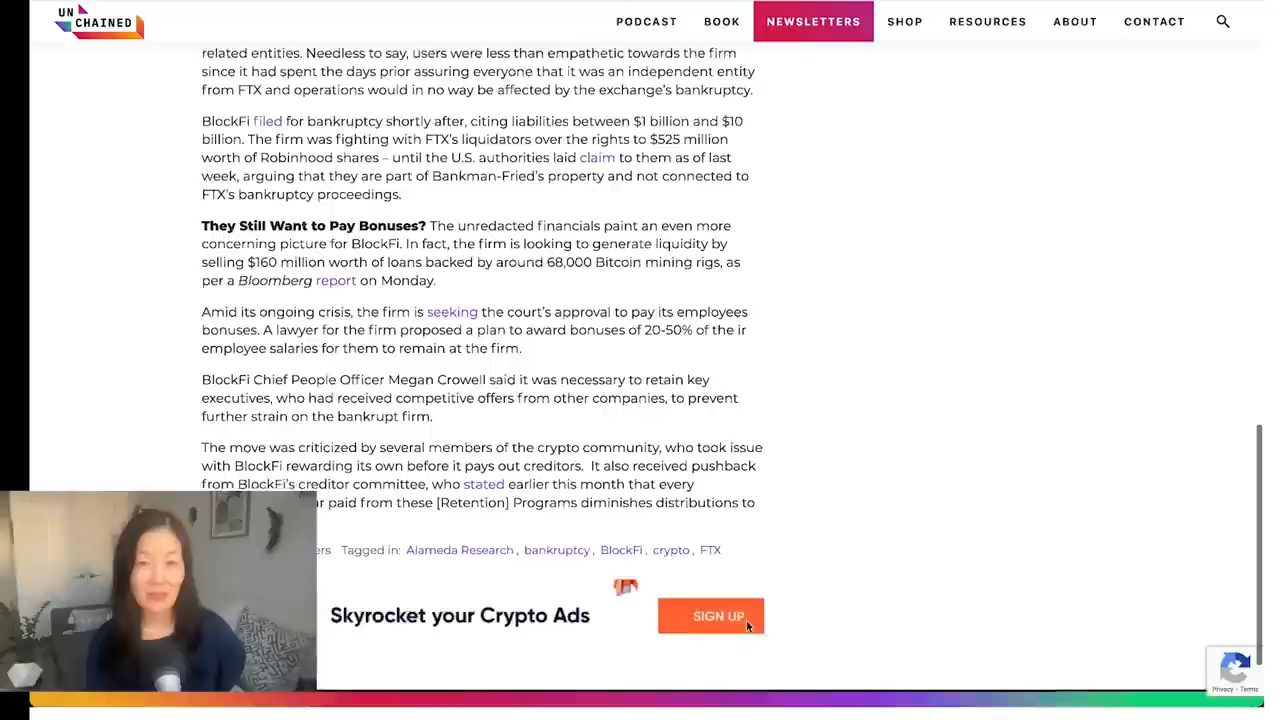 UN
CHAINED
PODCAST
BOOK
NEWSLETTERS
SHOP
RESOURCES
ABOUT
CONTACT
related entities. Needless to say, users were less than empathetic towards the firm
since it had spent the days prior assuring everyone that it was an independent entity
from FTX and operations would in no way be affected by the exchange's bankruptcy.
BlockFi filed for bankruptcy shortly after, citing liabilities between $1 billion and $10
billion. The firm was fighting with FTX's liquidators over the rights to $525 million
worth of Robinhood shares – until the U.S. authorities laid claim to them as of last
week, arguing that they are part of Bankman-Fried's property and not connected to
FTX's bankruptcy proceedings.
They Still Want to Pay Bonuses? The unredacted financials paint an even more
concerning picture for BlockFi. In fact, the firm is looking to generate liquidity by
selling $160 million worth of loans backed by around 68,000 Bitcoin mining rigs, as
per a Bloomberg report on Monday.
Amid its ongoing crisis, the firm is seeking the court's approval to pay its employees
bonuses. A lawyer for the firm proposed a plan to award bonuses of 20-50% of the ir
employee salaries for them to remain at the firm.
BlockFi Chief People Officer Megan Crowell said it was necessary to retain key
executives, who had received competitive offers from other companies, to prevent
further strain on the bankrupt firm.
The move was criticized by several members of the crypto community, who took issue
with BlockFi rewarding its own before it pays out creditors. It also received pushback
from BlockFi's creditor committee, who stated earlier this month that every
paid from these [Retention] Programs diminishes distributions to
Tagged in: Alameda Research, bankruptcy, BlockFi, crypto, FTX
Skyrocket your Crypto Ads
SIGN UP
Privacy - Terms